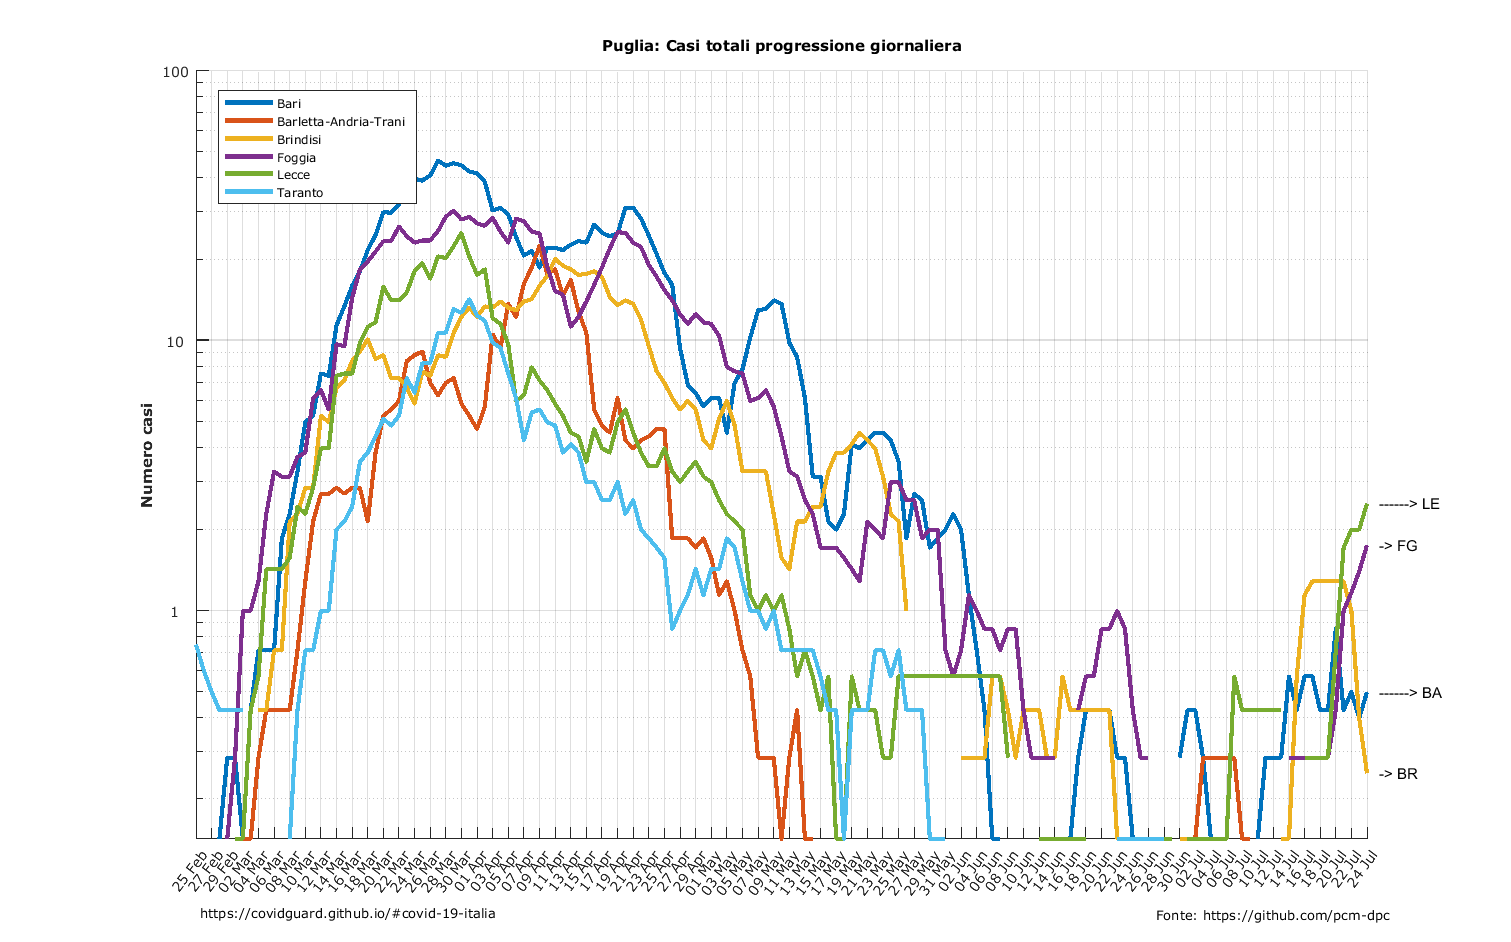 Puglia: Casi totali progressione giornaliera
100
10
1
Numero casi
Bari
Barletta-Andria-Trani
Brindisi
Foggia
Lecce
Taranto
------> LE
-> FG
------> BA
-> BR
25 Feb
27 Feb
29 Feb
02 Mar
04 Mar
06 Mar
08 Mar
10 Mar
12 Mar
14 Mar
16 Mar
18 Mar
20 Mar
22 Mar
24 Mar
26 Mar
28 Mar
30 Mar
01 Apr
03 Apr
05 Apr
07 Apr
09 Apr
11 Apr
13 Apr
15 Apr
17 Apr
19 Apr
21 Apr
23 Apr
25 Apr
27 Apr
29 Apr
01 May
03 May
05 May
07 May
09 May
11 May
13 May
15 May
17 May
19 May
21 May
23 May
25 May
27 May
29 May
31 May
02 Jun
04 Jun
06 Jun
08 Jun
10 Jun
12 Jun
14 Jun
16 Jun
18 Jun
20 Jun
22 Jun
24 Jun
26 Jun
28 Jun
30 Jun
02 Jul
04 Jul
06 Jul
08 Jul
10 Jul
12 Jul
14 Jul
16 Jul
18 Jul
20 Jul
22 Jul
24 Jul
https://covidguard.github.io/#covid-19-italia
Fonte: https://github.com/pcm-dpc